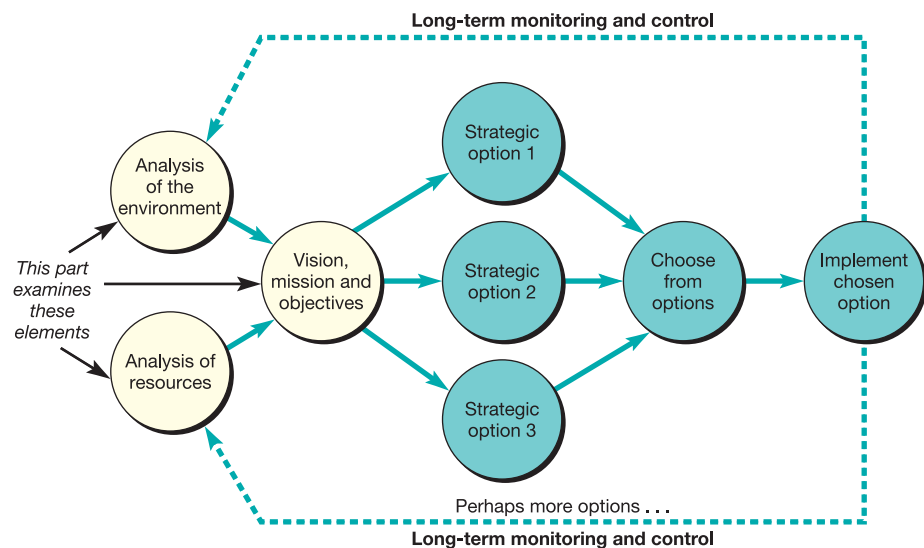 Long-term monitoring and control
Analysis
of the
environment
This part
examines
these
elements
Analysis of
resources
Vision,
mission and
objectives
Strategic
option 1
Strategic
option 2
Strategic
option 3
Choose
from
options
Implement
chosen
option
Perhaps more options . . .
Long-term monitoring and control